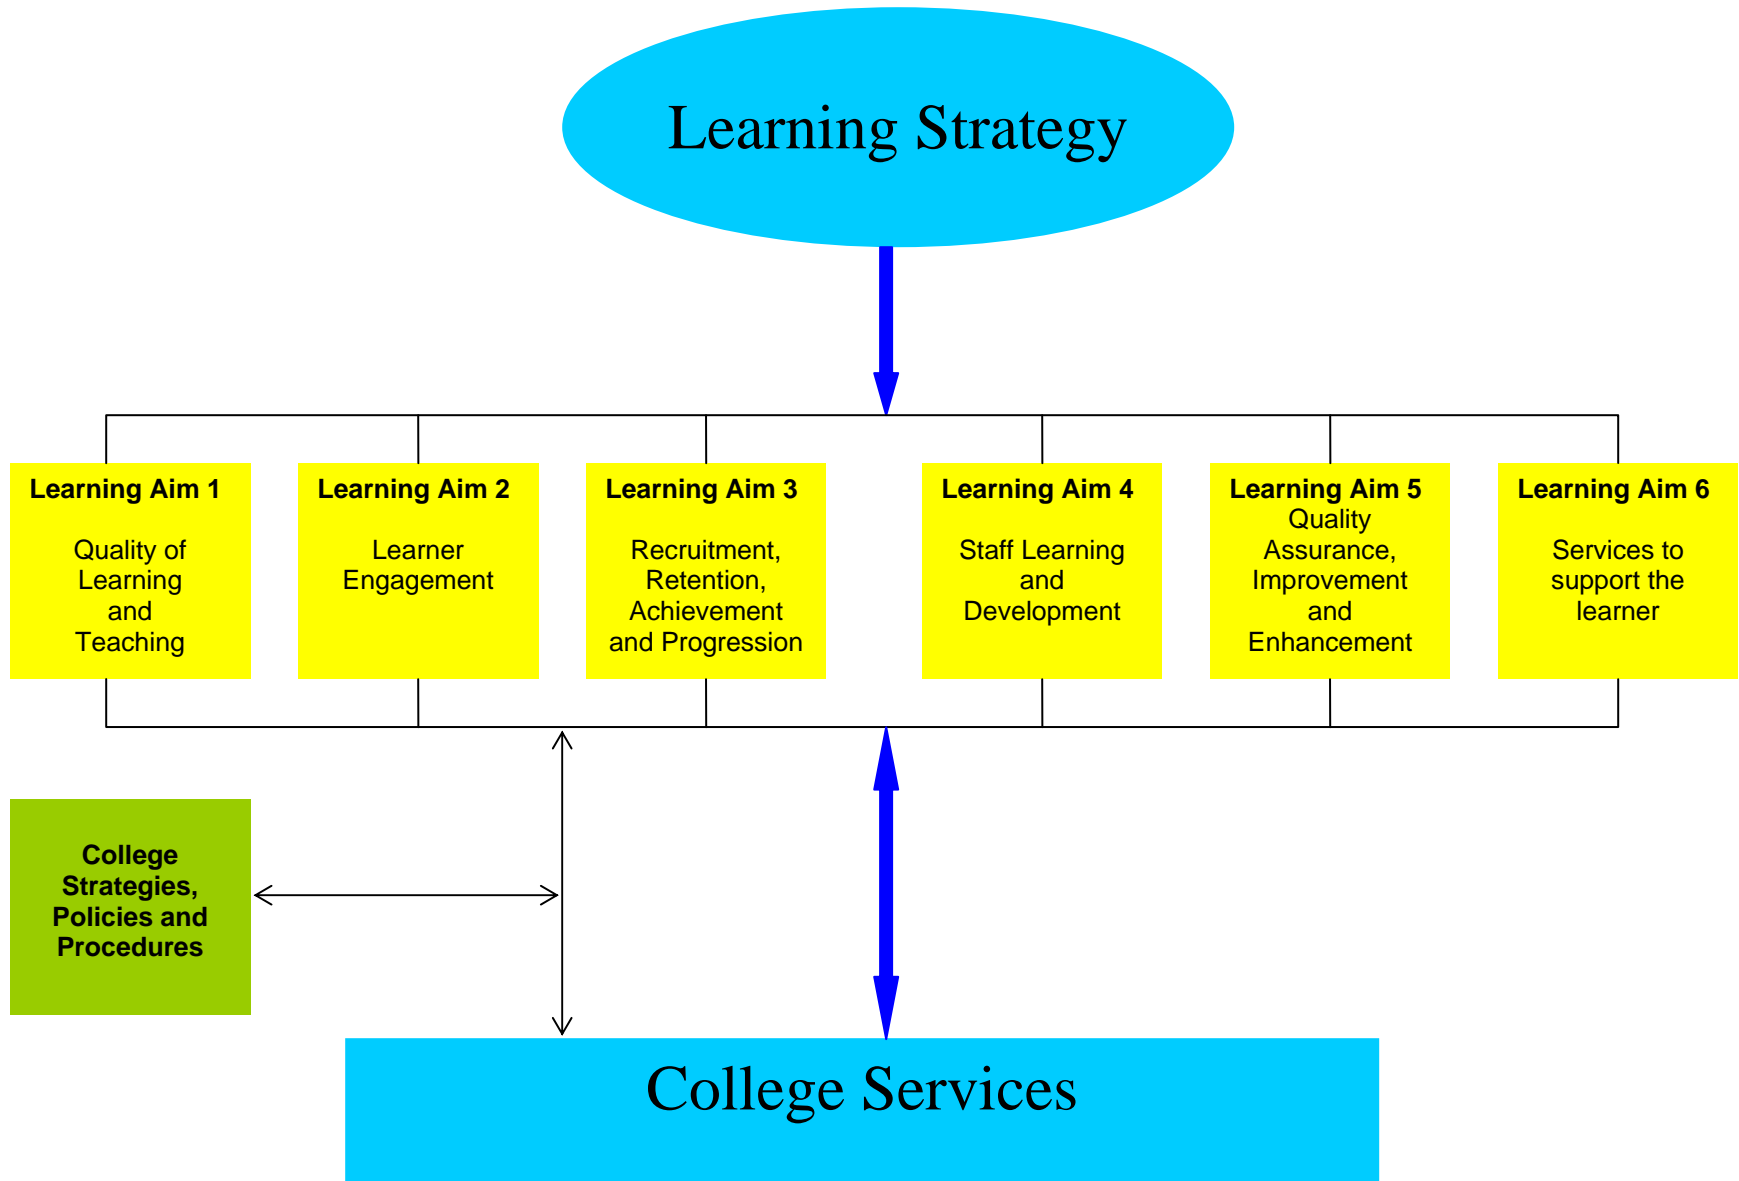 Learning Strategy
Learning Aim 1
Quality of
Learning
and
Teaching
Learning Aim 2
Learner
Engagement
Learning Aim 3
Recruitment,
Retention,
Achievement
and Progression
Learning Aim 4
Staff Learning
and
Development
Learning Aim 5
Quality
Assurance,
Improvement
and
Enhancement
Learning Aim 6
Services to
support the
learner
College
Strategies,
Policies and
Procedures
College Services